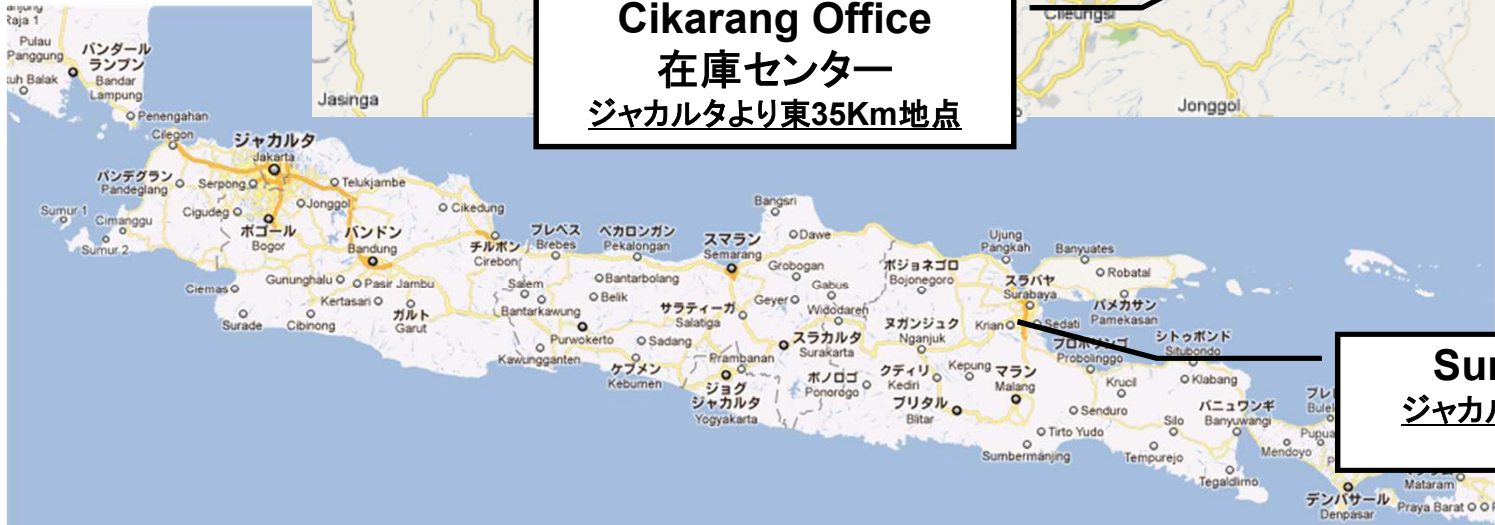 Raja 1
Pulau
Panggung
バンダール
ランプン
Bandar
Lampung
Penengahan
Cilegon
Jasinga
Cikarang Office
在庫センター
ジャカルタより東35Km地点
Cileungsi
Jonggol
ジャカルタ
Jakarta
パンデグラン
Pandeglang
Serpong
Telukjambe
Jonggol
Cikedung
Sumur 1
Cimanggu
Sumur 2
Cigudeg
ボゴール
Bogor
バンドン
Bandung
チルボン
Cirebon
ブレベス
Brebes
ペカロンガン
Pekalongan
スマラン
Semarang
Bangsri
Dawe
Grobogan
Gabus
Geyer
Widodaren
ボジョネゴロ
Bojonegoro
Ujung
Pangkah
Banyuates
Robatal
スラバヤ
Surabaya
パメカサン
Pamekasan
Krian
Sedati
プロボリンゴ
Probolinggo
シトゥボンド
Situbondo
Ciemas
Gununghalu
Pasir Jambu
Kertasari
ガルト
Garut
Surade
Cibinong
Salem
Bantarkawung
Bantarbolang
Belik
Purwokerto
Sadang
Kawungganten
ケブメン
Kebumen
サラティーガ
Salatiga
Prambanan
ジョグ
ジャカルタ
Yogyakarta
スラカルタ
Surakarta
ポノロゴ
Ponorogo
ヌガンジュク
Nganjuk
クディリ
Kediri
Kepung
マラン
Malang
ブリタル
Blitar
Krucil
Klabang
Senduro
Tirto Yudo
Sumbermanjing
Silo
Tempurejo
バニュワンギ
Banyuwangi
Tegaldlimo
Mendoyo
Sur
ジャカル
デンパサール
Denpasar
Mataram
Praya Barat